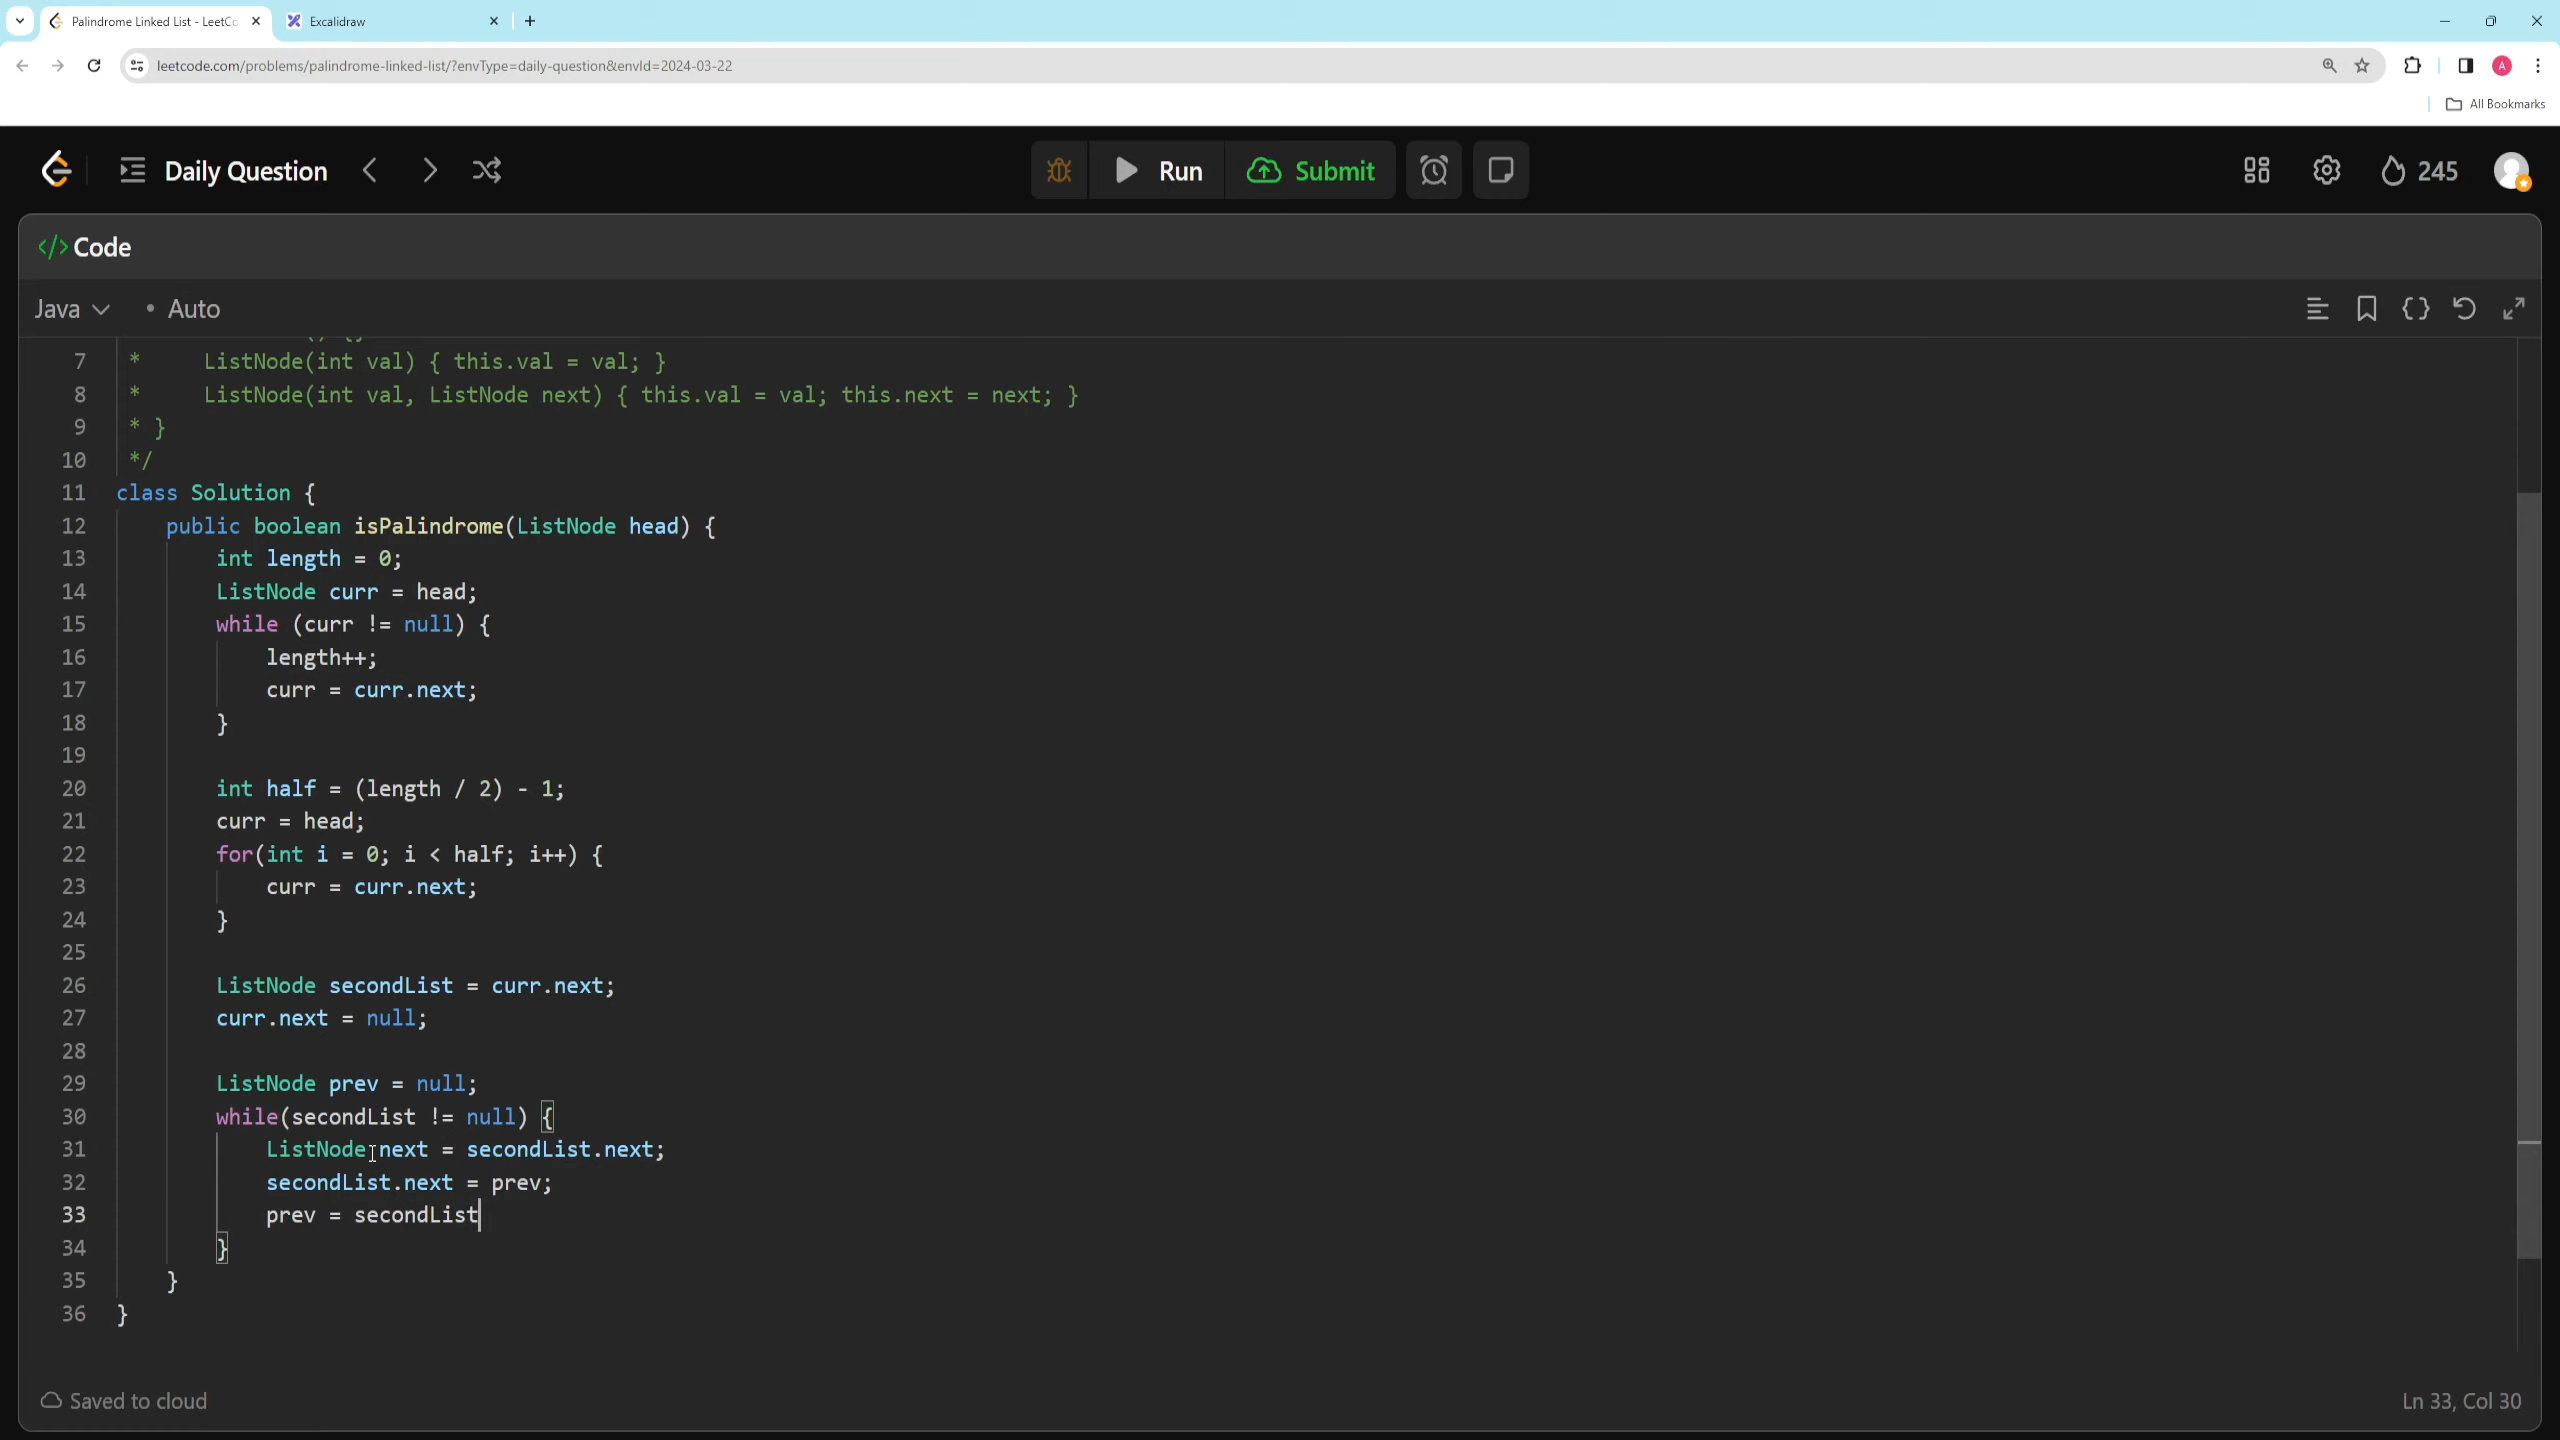 Palindrome Linked List - LeetCo
Excalidraw
leetcode.com/problems/palindrome-linked-list/?envType=daily-question&envId=2024-03-22
A
All Bookmarks
Daily Question
Run
Submit
245
</> Code
Java
• Auto
7 * ListNode(int val) { this.val = val; }
8 * ListNode(int val, ListNode next) { this.val = val; this.next = next; }
9 * }
10 */
11 class Solution {
12 public boolean isPalindrome(ListNode head) {
13 int length = 0;
14 ListNode curr = head;
15 while (curr != null) {
16 length++;
17 curr = curr.next;
18 }
19
20 int half = (length / 2) - 1;
21 curr = head;
22 for(int i = 0; i < half; i++) {
23 curr = curr.next;
24 }
25
26 ListNode secondList = curr.next;
27 curr.next = null;
28
29 ListNode prev = null;
30 while(secondList != null) {
31 ListNode next = secondList.next;
32 secondList.next = prev;
33 prev = secondList
34 }
35 }
36 }
Saved to cloud
Ln 33, Col 30